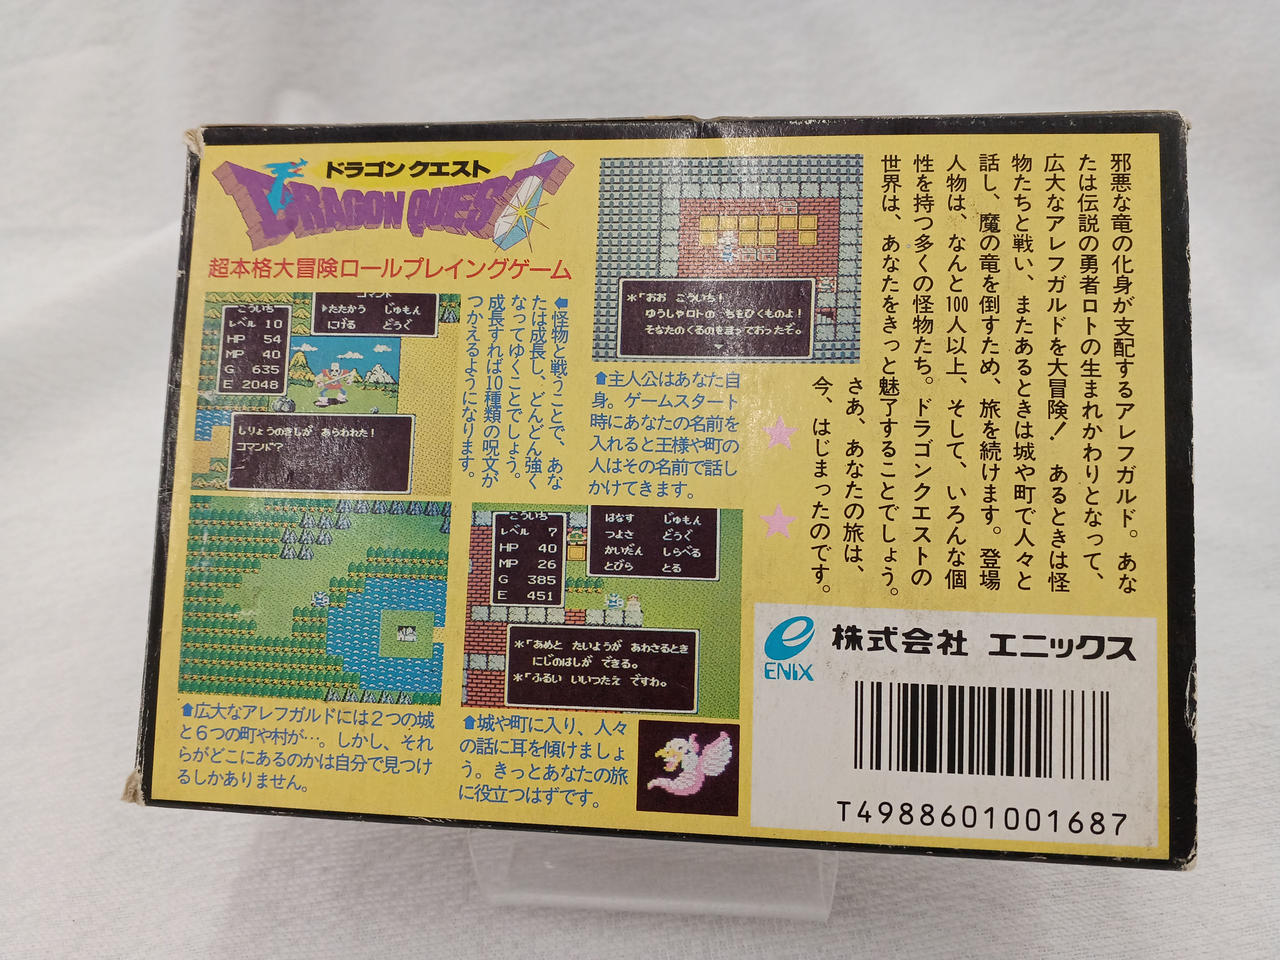 ドラゴンクエスト
DRAGON QUEST
超本格大冒険ロールプレイングゲーム
こういち
レベル 10
HP 54
MP 40
G 635
E 2048
コマンド
▶たたかう じゅもん
にげる どうぐ
しりょうのきしが あらわれた!
コマンド?
⬆怪物と戦うことで、あな
たは成長し、どんどん強く
なってゆくことでしょう。
成長すれば10種類の呪文が
つかえるようになります。
*「おお こういち!
ゆうしゃロトの ちをひくものよ!
そなたのくるのをまっておったぞ。
⬆主人公はあなた自
身。ゲームスタート
時にあなたの名前を
入れると王様や町の
人はその名前で話し
かけてきます。
邪悪な竜の化身が支配するアレフガルド。あな
たは伝説の勇者ロトの生まれかわりとなって、
広大なアレフガルドを大冒険! あるときは怪
物たちと戦い、またあるときは城や町で人々と
話し、魔の竜を倒すため、旅を続けます。登場
人物は、なんと100人以上、そして、いろんな個
性を持つ多くの怪物たち。ドラゴンクエストの
世界は、あなたをきっと魅了することでしょう。
さあ、あなたの旅は、
今、はじまったのです。
⬆広大なアレフガルドには2つの城
と6つの町や村が…。しかし、それ
らがどこにあるのかは自分で見つけ
るしかありません。
こういち
レベル 7
HP 40
MP 26
G 385
E 451
はなす じゅもん
つよさ どうぐ
かいだん しらべる
とびら とる
*「あめと たいようが あわさるとき
にじのはしが できる。
*「ふるい いいつたえ ですわ。
⬆城や町に入り、人々
の話に耳を傾けましょ
う。きっとあなたの旅
に役立つはずです。
ENIX
株式会社 エニックス
T4988601001687